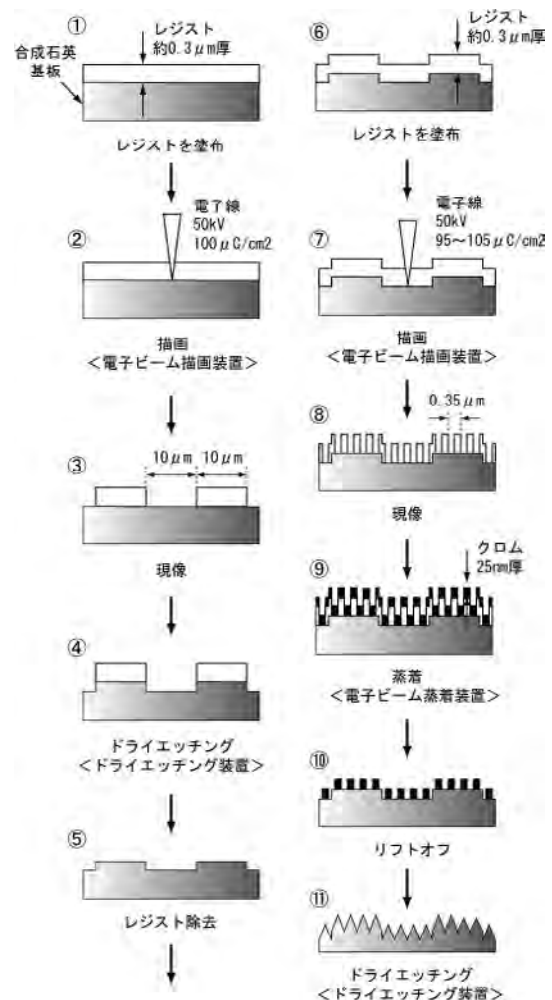 ①
レジスト
約0.3μm厚
合成石英
基板
レジストを塗布
②
電子線
50kV
100μC/cm2
描画
<電子ビーム描画装置>
③
10μm 10μm
現像
④
ドライエッチング
<ドライエッチング装置>
⑤
レジスト除去
⑥
レジスト
約0.3μm厚
レジストを塗布
⑦
電子線
50kV
95～105μC/cm2
描画
<電子ビーム描画装置>
⑧
0.35μm
現像
⑨
クロム
25nm厚
蒸着
<電子ビーム蒸着装置>
⑩
リフトオフ
⑪
ドライエッチング
<ドライエッチング装置>